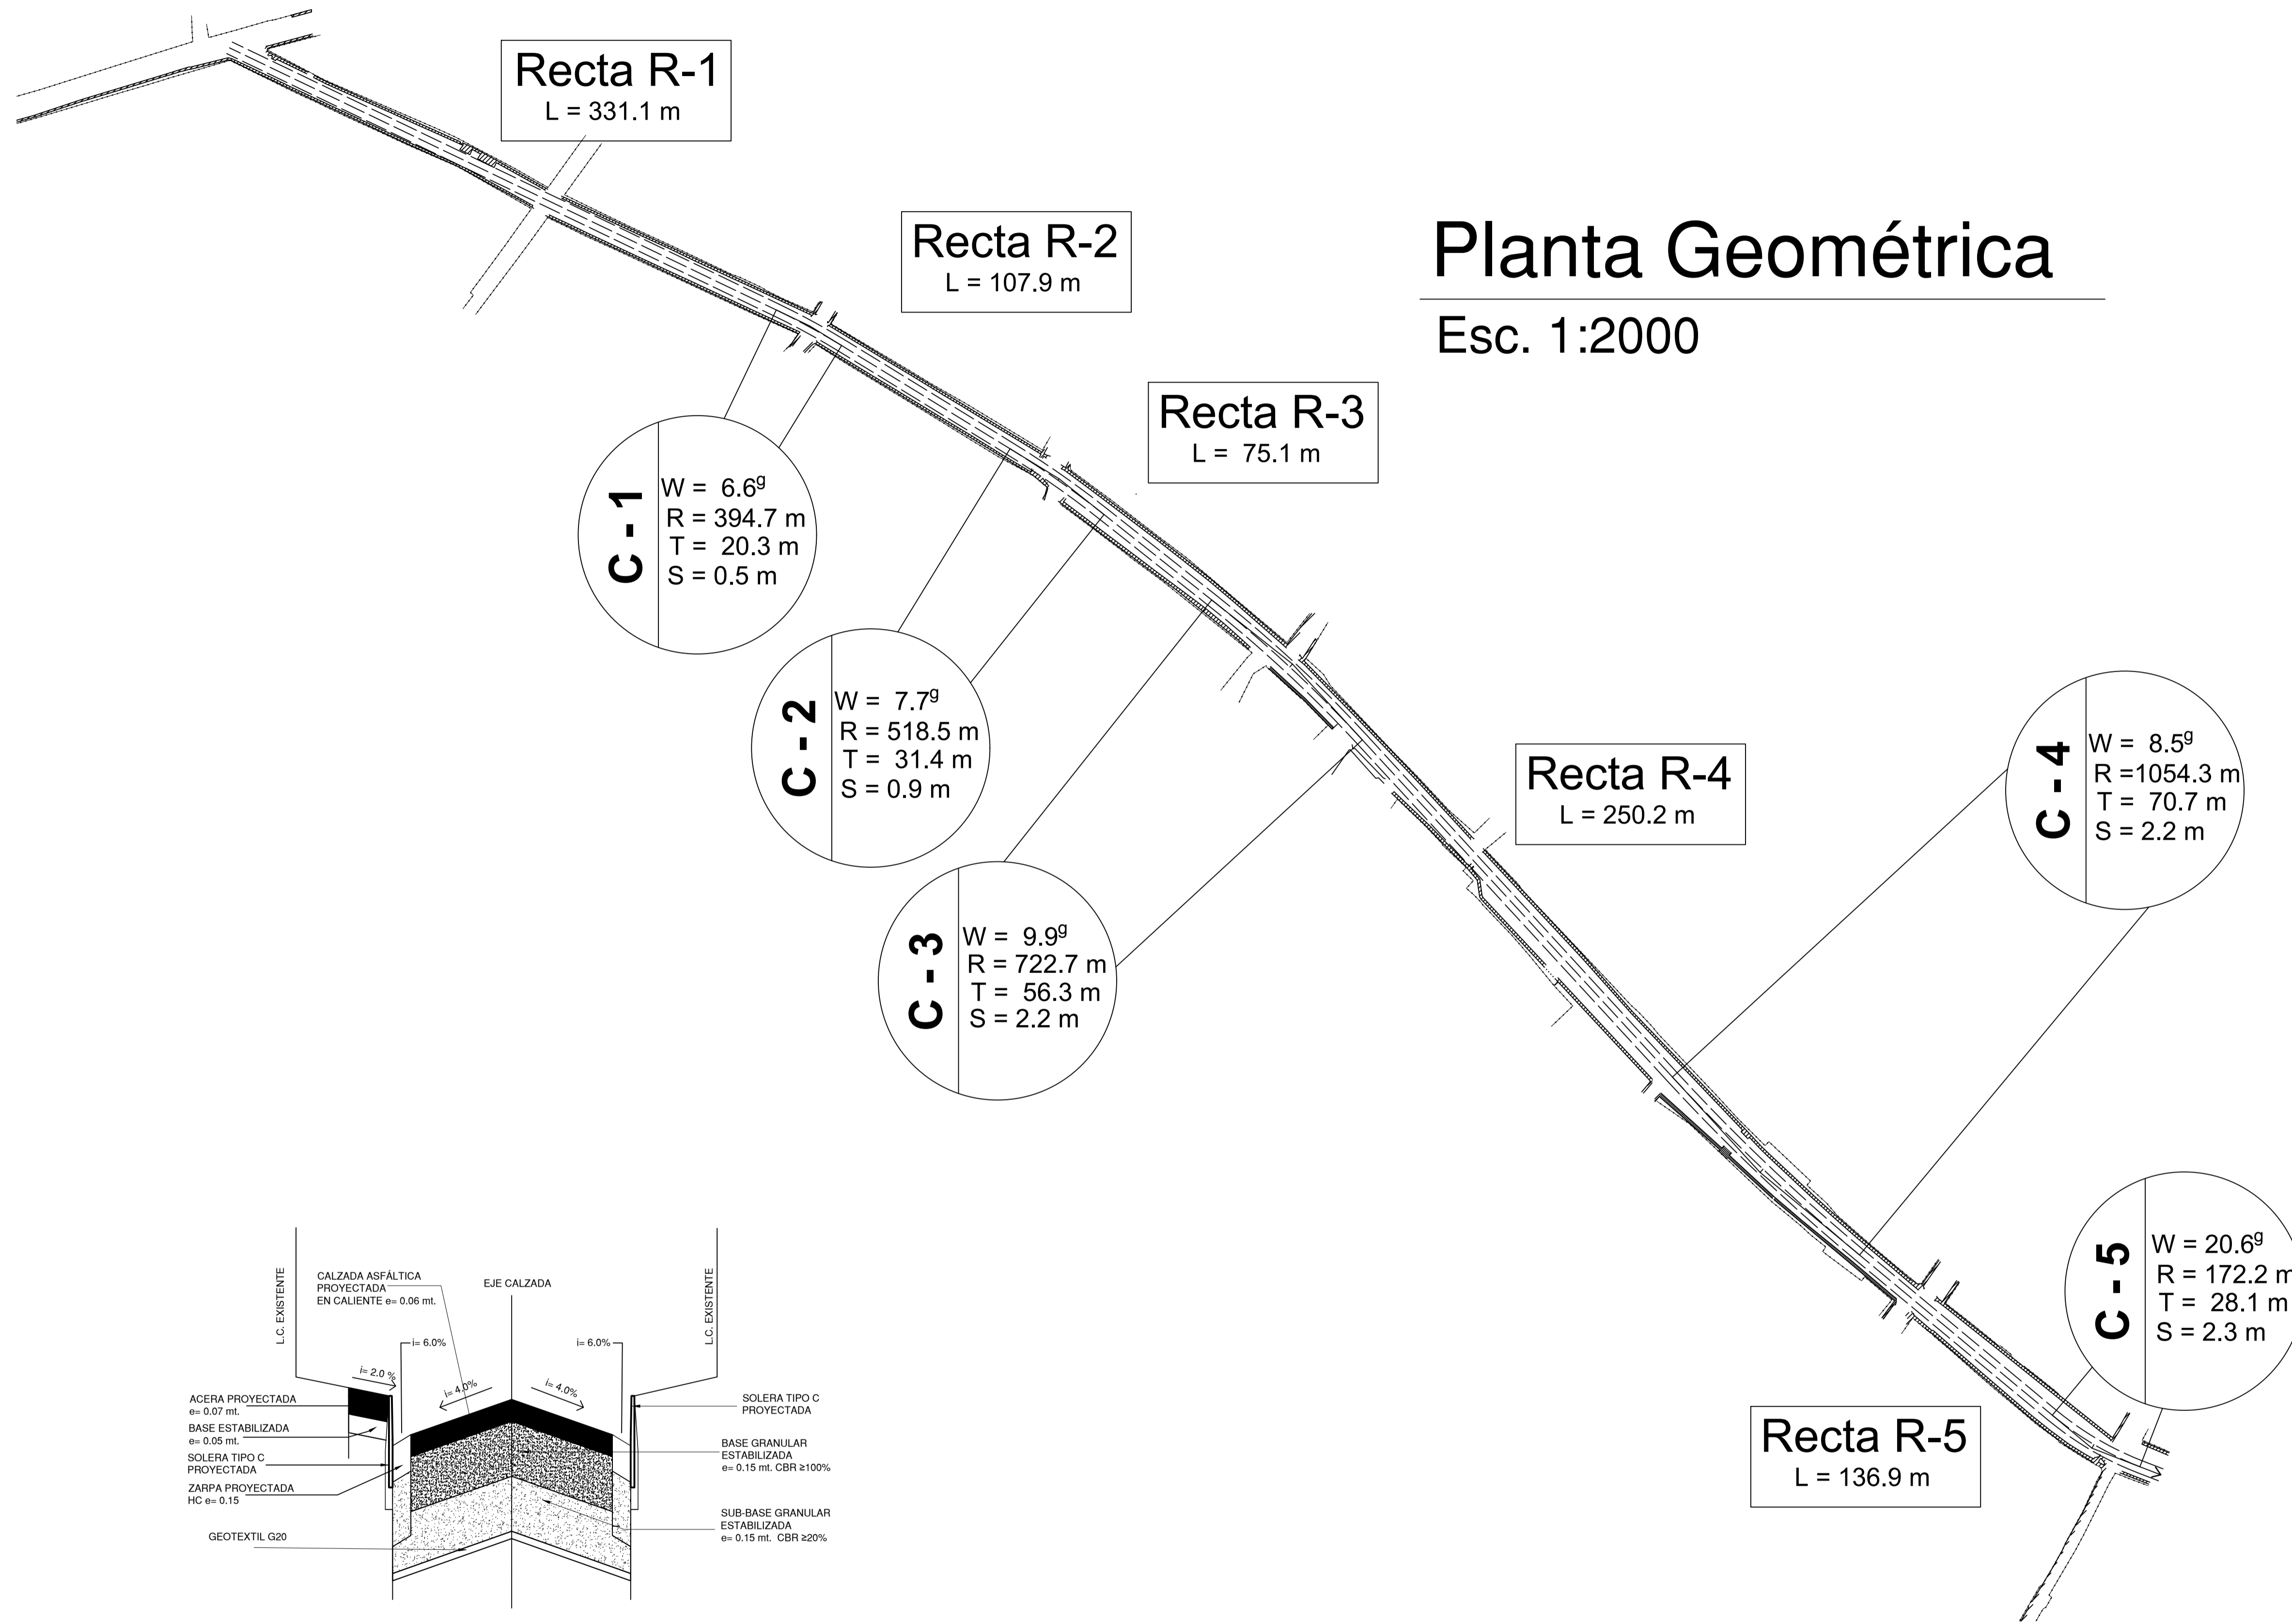 Recta R-1
L = 331.1 m
Recta R-2
L = 107.9 m
Planta Geométrica
Esc. 1:2000
Recta R-3
L = 75.1 m
C - 1
W = 6.6g
R = 394.7 m
T = 20.3 m
S = 0.5 m
C - 2
W = 7.7g
R = 518.5 m
T = 31.4 m
S = 0.9 m
Recta R-4
L = 250.2 m
C - 4
W = 8.5g
R =1054.3 m
T = 70.7 m
S = 2.2 m
C - 3
W = 9.9g
R = 722.7 m
T = 56.3 m
S = 2.2 m
C - 5
W = 20.6g
R = 172.2 m
T = 28.1 m
S = 2.3 m
Recta R-5
L = 136.9 m
L.C. EXISTENTE
CALZADA ASFÁLTICA
PROYECTADA
EN CALIENTE e= 0.06 mt.
EJE CALZADA
L.C. EXISTENTE
i= 6.0%
i= 6.0%
i= 2.0 %
i= 4.0%
i= 4.0%
ACERA PROYECTADA
e= 0.07 mt.
BASE ESTABILIZADA
e= 0.05 mt.
SOLERA TIPO C
PROYECTADA
ZARPA PROYECTADA
HC e= 0.15
GEOTEXTIL G20
SOLERA TIPO C
PROYECTADA
BASE GRANULAR
ESTABILIZADA
e= 0.15 mt. CBR ≥100%
SUB-BASE GRANULAR
ESTABILIZADA
e= 0.15 mt. CBR ≥20%